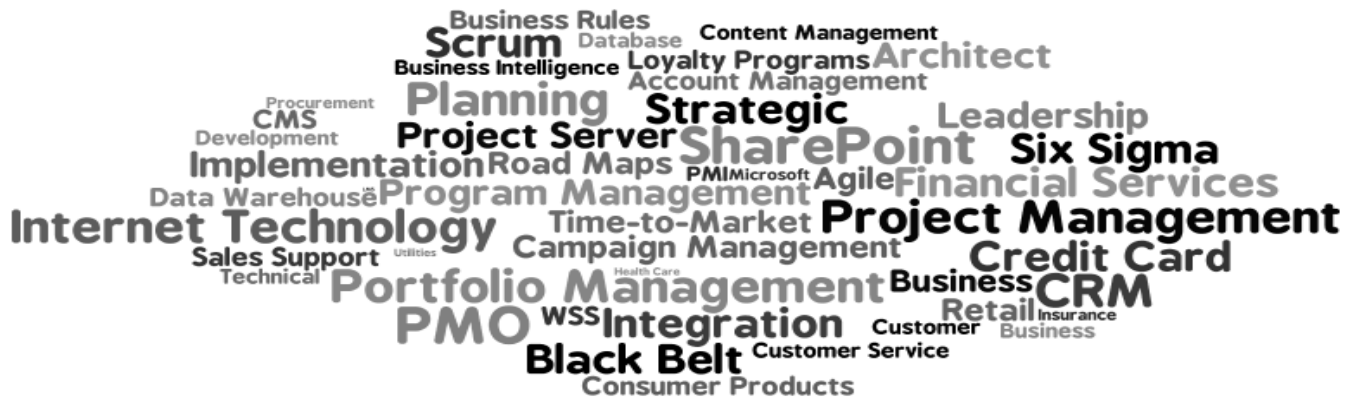 Business Rules
Scrum Database Content Management
Business Intelligence Loyalty Programs Architect
Account Management
Procurement Planning Strategic Leadership
CMS
Development Project Server SharePoint Six Sigma
Implementation Road Maps
PMI Microsoft Agile Financial Services
Data Warehousë Program Management
Internet Technology Time-to-Market Project Management
Sales Support Utilities Campaign Management Credit Card
Technical Portfolio Management Health Care Business CRM
PMO WSS Integration Retail Insurance
Customer Business
Black Belt Customer Service
Consumer Products